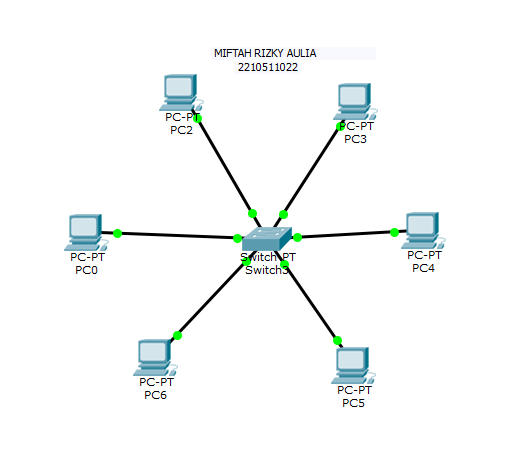 MIFTAH RIZKY AULIA
2210511022
PC-PT
PC2
PC-PT
PC3
PC-PT
PC0
Switch-PT
Switch3
PC-PT
PC4
PC-PT
PC6
PC-PT
PC5